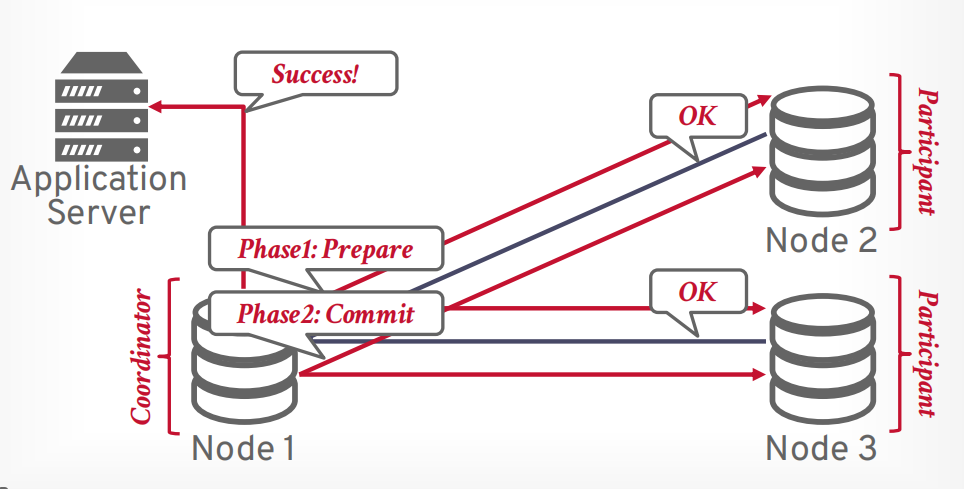 Success!
OK
Participant
Application
Server
Node 2
Phase1: Prepare
OK
Phase2: Commit
Coordinator
Participant
Node 1
Node 3